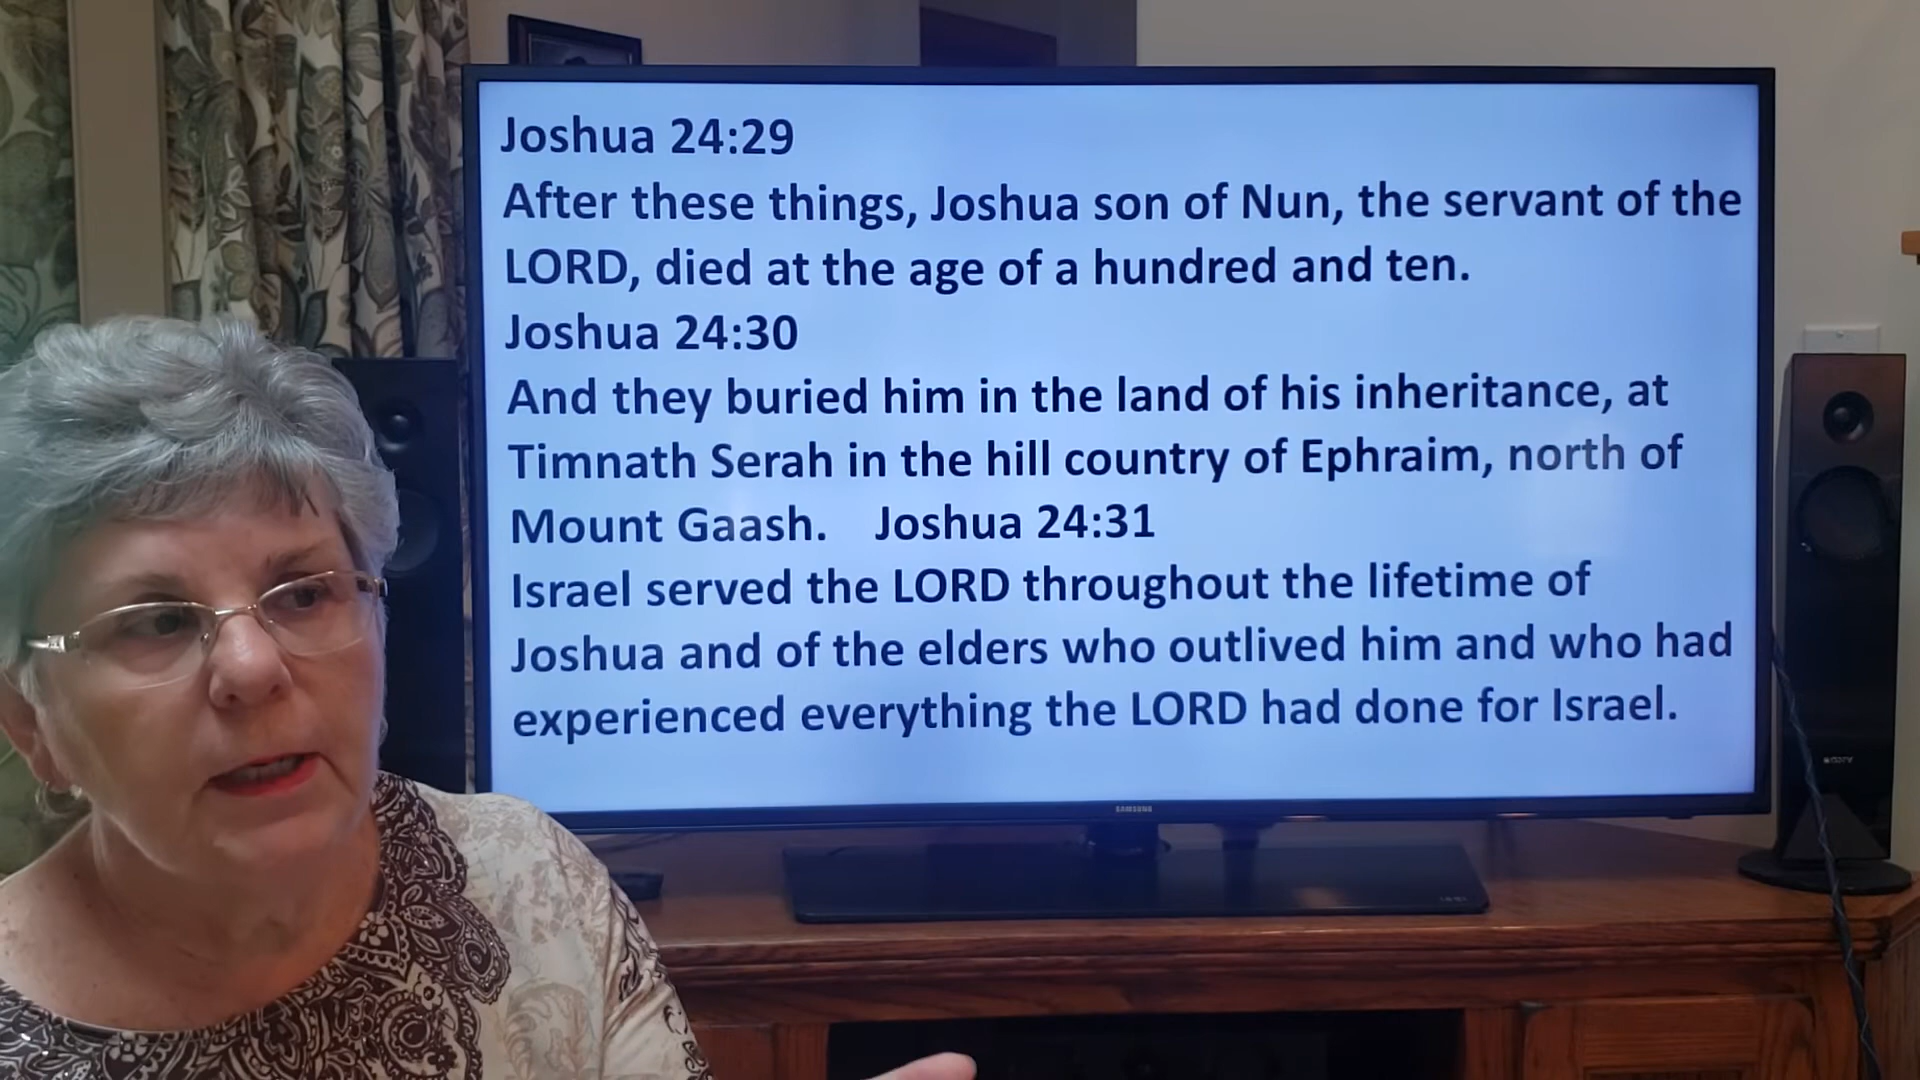 Joshua 24:29
After these things, Joshua son of Nun, the servant of the
LORD, died at the age of a hundred and ten.
Joshua 24:30
And they buried him in the land of his inheritance, at
Timnath Serah in the hill country of Ephraim, north of
Mount Gaash. Joshua 24:31
Israel served the LORD throughout the lifetime of
Joshua and of the elders who outlived him and who had
experienced everything the LORD had done for Israel.
SAMSUNG
SONY